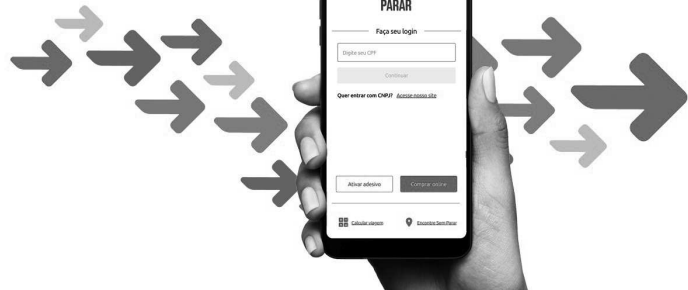 PARAR
Faça seu login
Digite seu CPF
Continuar
Quer entrar com CNPJ? Acesse nosso site
Ativar adesivo Comprar online
Calcular viagem Encontre Sem Parar